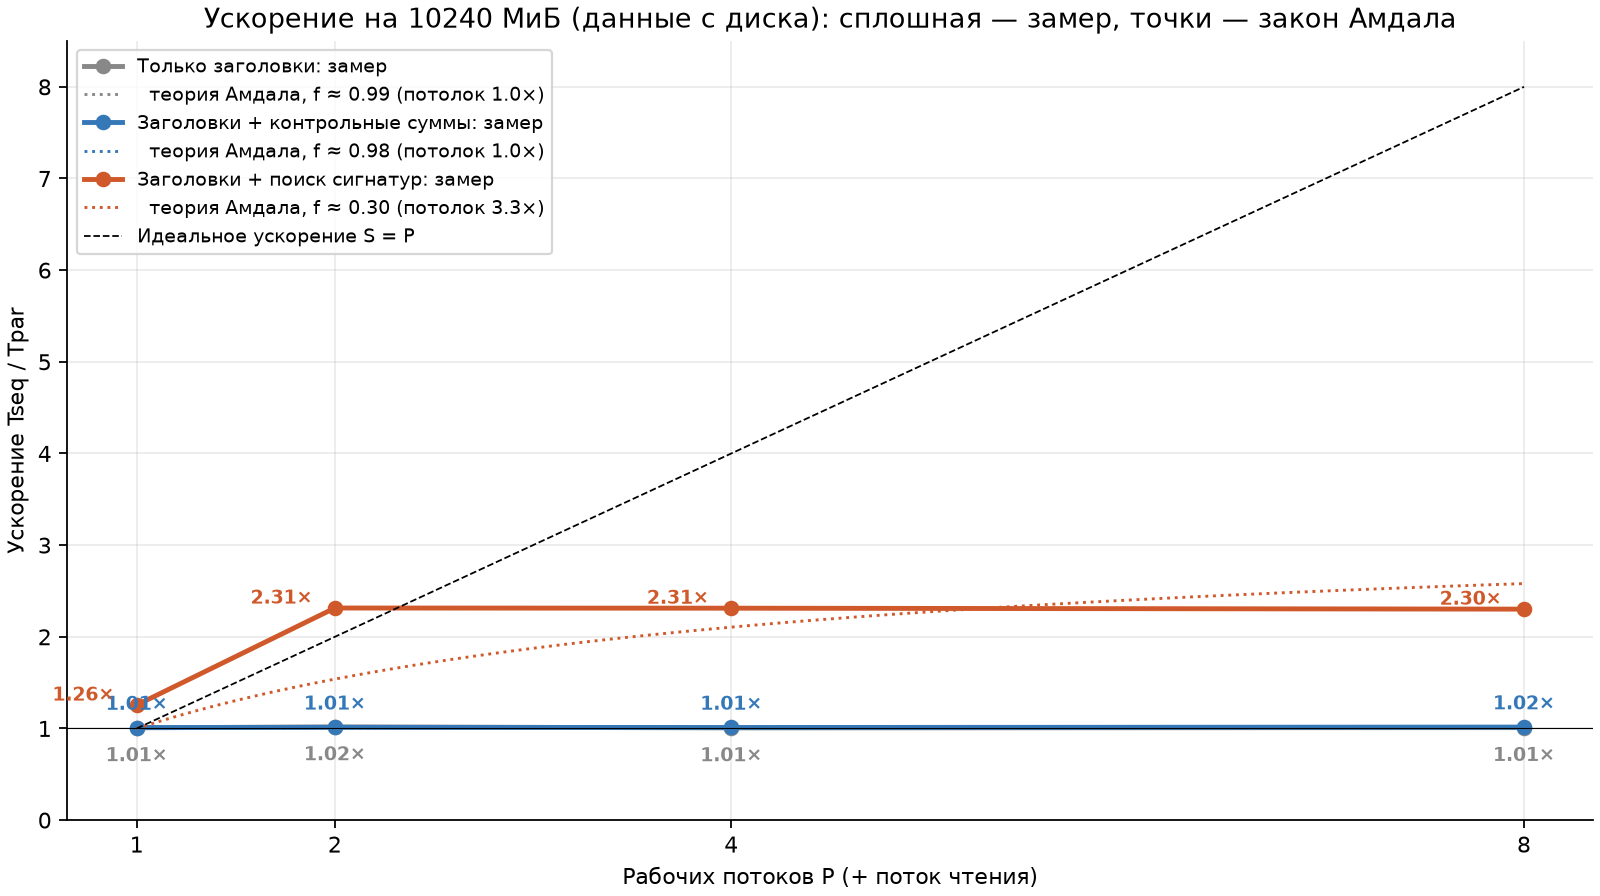 Ускорение на 10240 МиБ (данные с диска): сплошная — замер, точки — закон Амдала
Только заголовки: замер
теория Амдала, f ≈ 0.99 (потолок 1.0×)
Заголовки + контрольные суммы: замер
теория Амдала, f ≈ 0.98 (потолок 1.0×)
Заголовки + поиск сигнатур: замер
теория Амдала, f ≈ 0.30 (потолок 3.3×)
Идеальное ускорение S = P
Ускорение Tseq / Tpar
8
7
6
5
4
3
2
1
0
2.31×
2.31×
2.30×
1.26×
1.01×
1.01×
1.01×
1.02×
1.01×
1.02×
1.01×
1.01×
1
2
4
8
Рабочих потоков P (+ поток чтения)